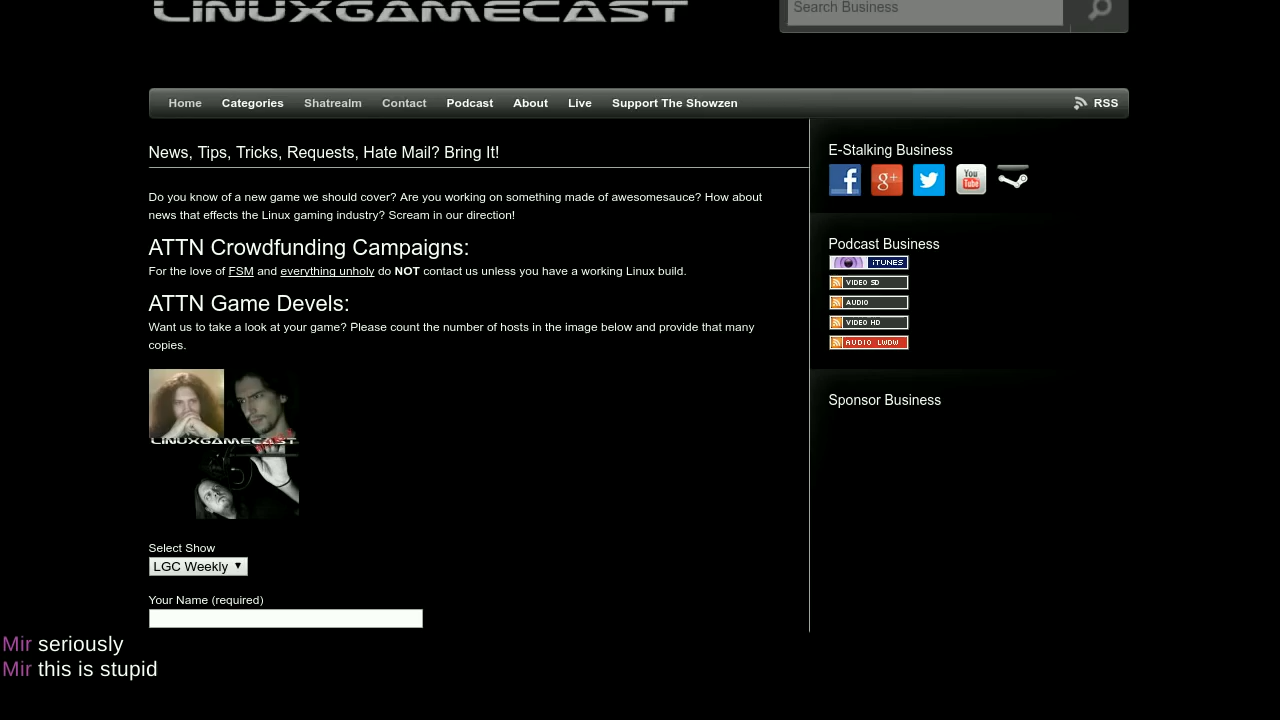 LINUXGAMECAST
Search Business
Home Categories Shatrealm Contact Podcast About Live Support The Showzen RSS
News, Tips, Tricks, Requests, Hate Mail? Bring It!
Do you know of a new game we should cover? Are you working on something made of awesomesauce? How about
news that effects the Linux gaming industry? Scream in our direction!
ATTN Crowdfunding Campaigns:
For the love of FSM and everything unholy do NOT contact us unless you have a working Linux build.
ATTN Game Devels:
Want us to take a look at your game? Please count the number of hosts in the image below and provide that many
copies.
LINUXGAMECAST
Select Show
LGC Weekly
Your Name (required)
E-Stalking Business
f g+ You Tube
Podcast Business
iTUNES
VIDEO SD
AUDIO
VIDEO HD
AUDIO LWDW
Sponsor Business
Mir seriously
Mir this is stupid